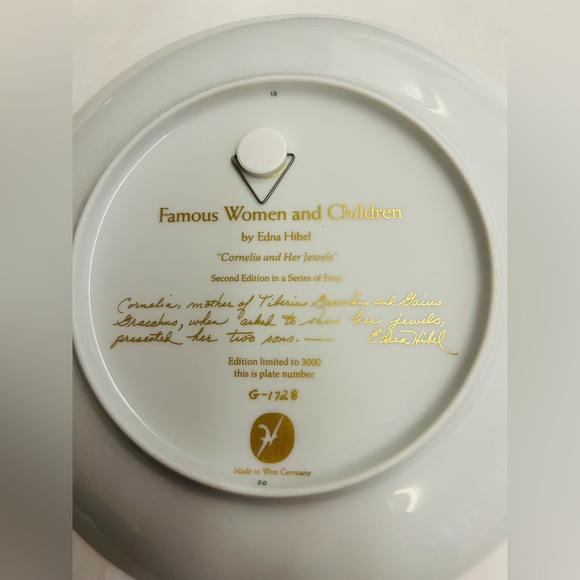 13
Famous Women and Children
by Edna Hibel
"Cornelia and Her Jewels"
Second Edition in a Series of Four
Cornelia, mother of Tiberius Gracchus and Gaius
Gracchus, when asked to show her jewels,
presented her two sons. —
Edna Hibel
Edition limited to 3000
this is plate number
G-1728
Made in West Germany
20